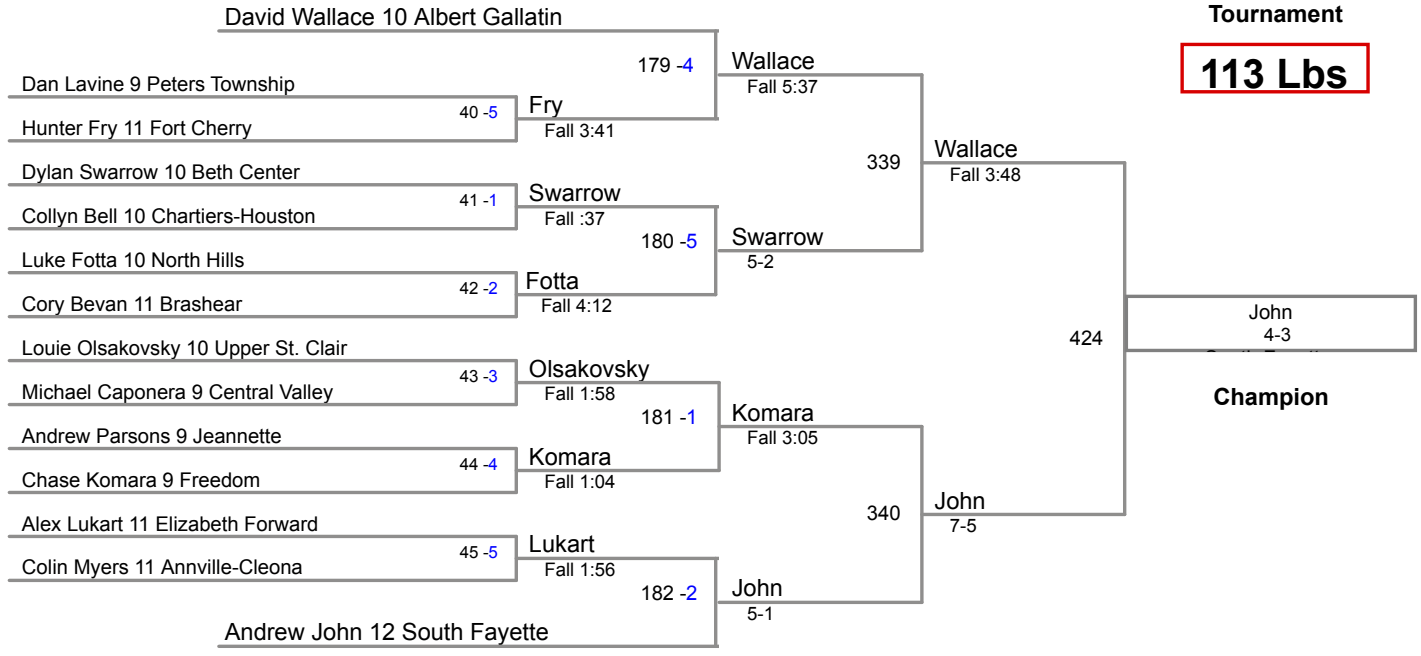 David Wallace 10 Albert Gallatin
Tournament
113 Lbs
179 -4
Wallace
Fall 5:37
Dan Lavine 9 Peters Township
40 -5
Fry
Fall 3:41
Hunter Fry 11 Fort Cherry
339
Wallace
Fall 3:48
Dylan Swarrow 10 Beth Center
41 -1
Swarrow
Fall :37
Collyn Bell 10 Chartiers-Houston
180 -5
Swarrow
5-2
Luke Fotta 10 North Hills
42 -2
Fotta
Fall 4:12
Cory Bevan 11 Brashear
424
John
4-3
Champion
Louie Olsakovsky 10 Upper St. Clair
43 -3
Olsakovsky
Fall 1:58
Michael Caponera 9 Central Valley
181 -1
Komara
Fall 3:05
Andrew Parsons 9 Jeannette
44 -4
Komara
Fall 1:04
Chase Komara 9 Freedom
340
John
7-5
Alex Lukart 11 Elizabeth Forward
45 -5
Lukart
Fall 1:56
Colin Myers 11 Annville-Cleona
182 -2
John
5-1
Andrew John 12 South Fayette